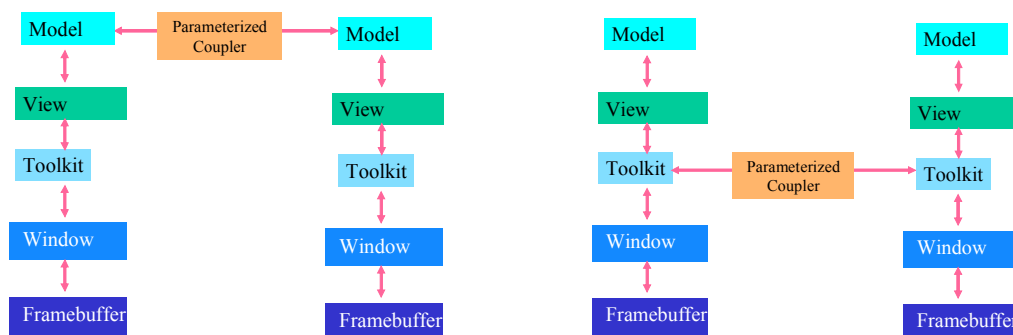 Model
Parameterized
Coupler
Model
View
View
Toolkit
Toolkit
Window
Window
Framebuffer
Framebuffer
Model
Model
View
View
Toolkit
Parameterized
Coupler
Toolkit
Window
Window
Framebuffer
Framebuffer